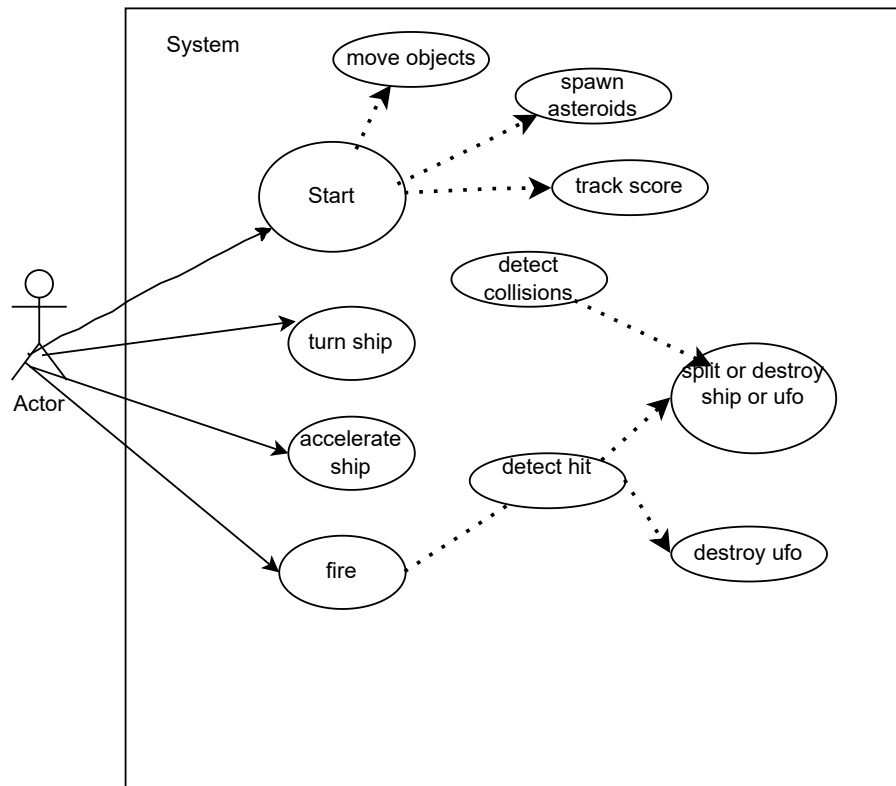 System
move objects
spawn
asteroids
Start
track score
detect
collisions
turn ship
Actor
split or destroy
ship or ufo
accelerate
ship
detect hit
fire
destroy ufo